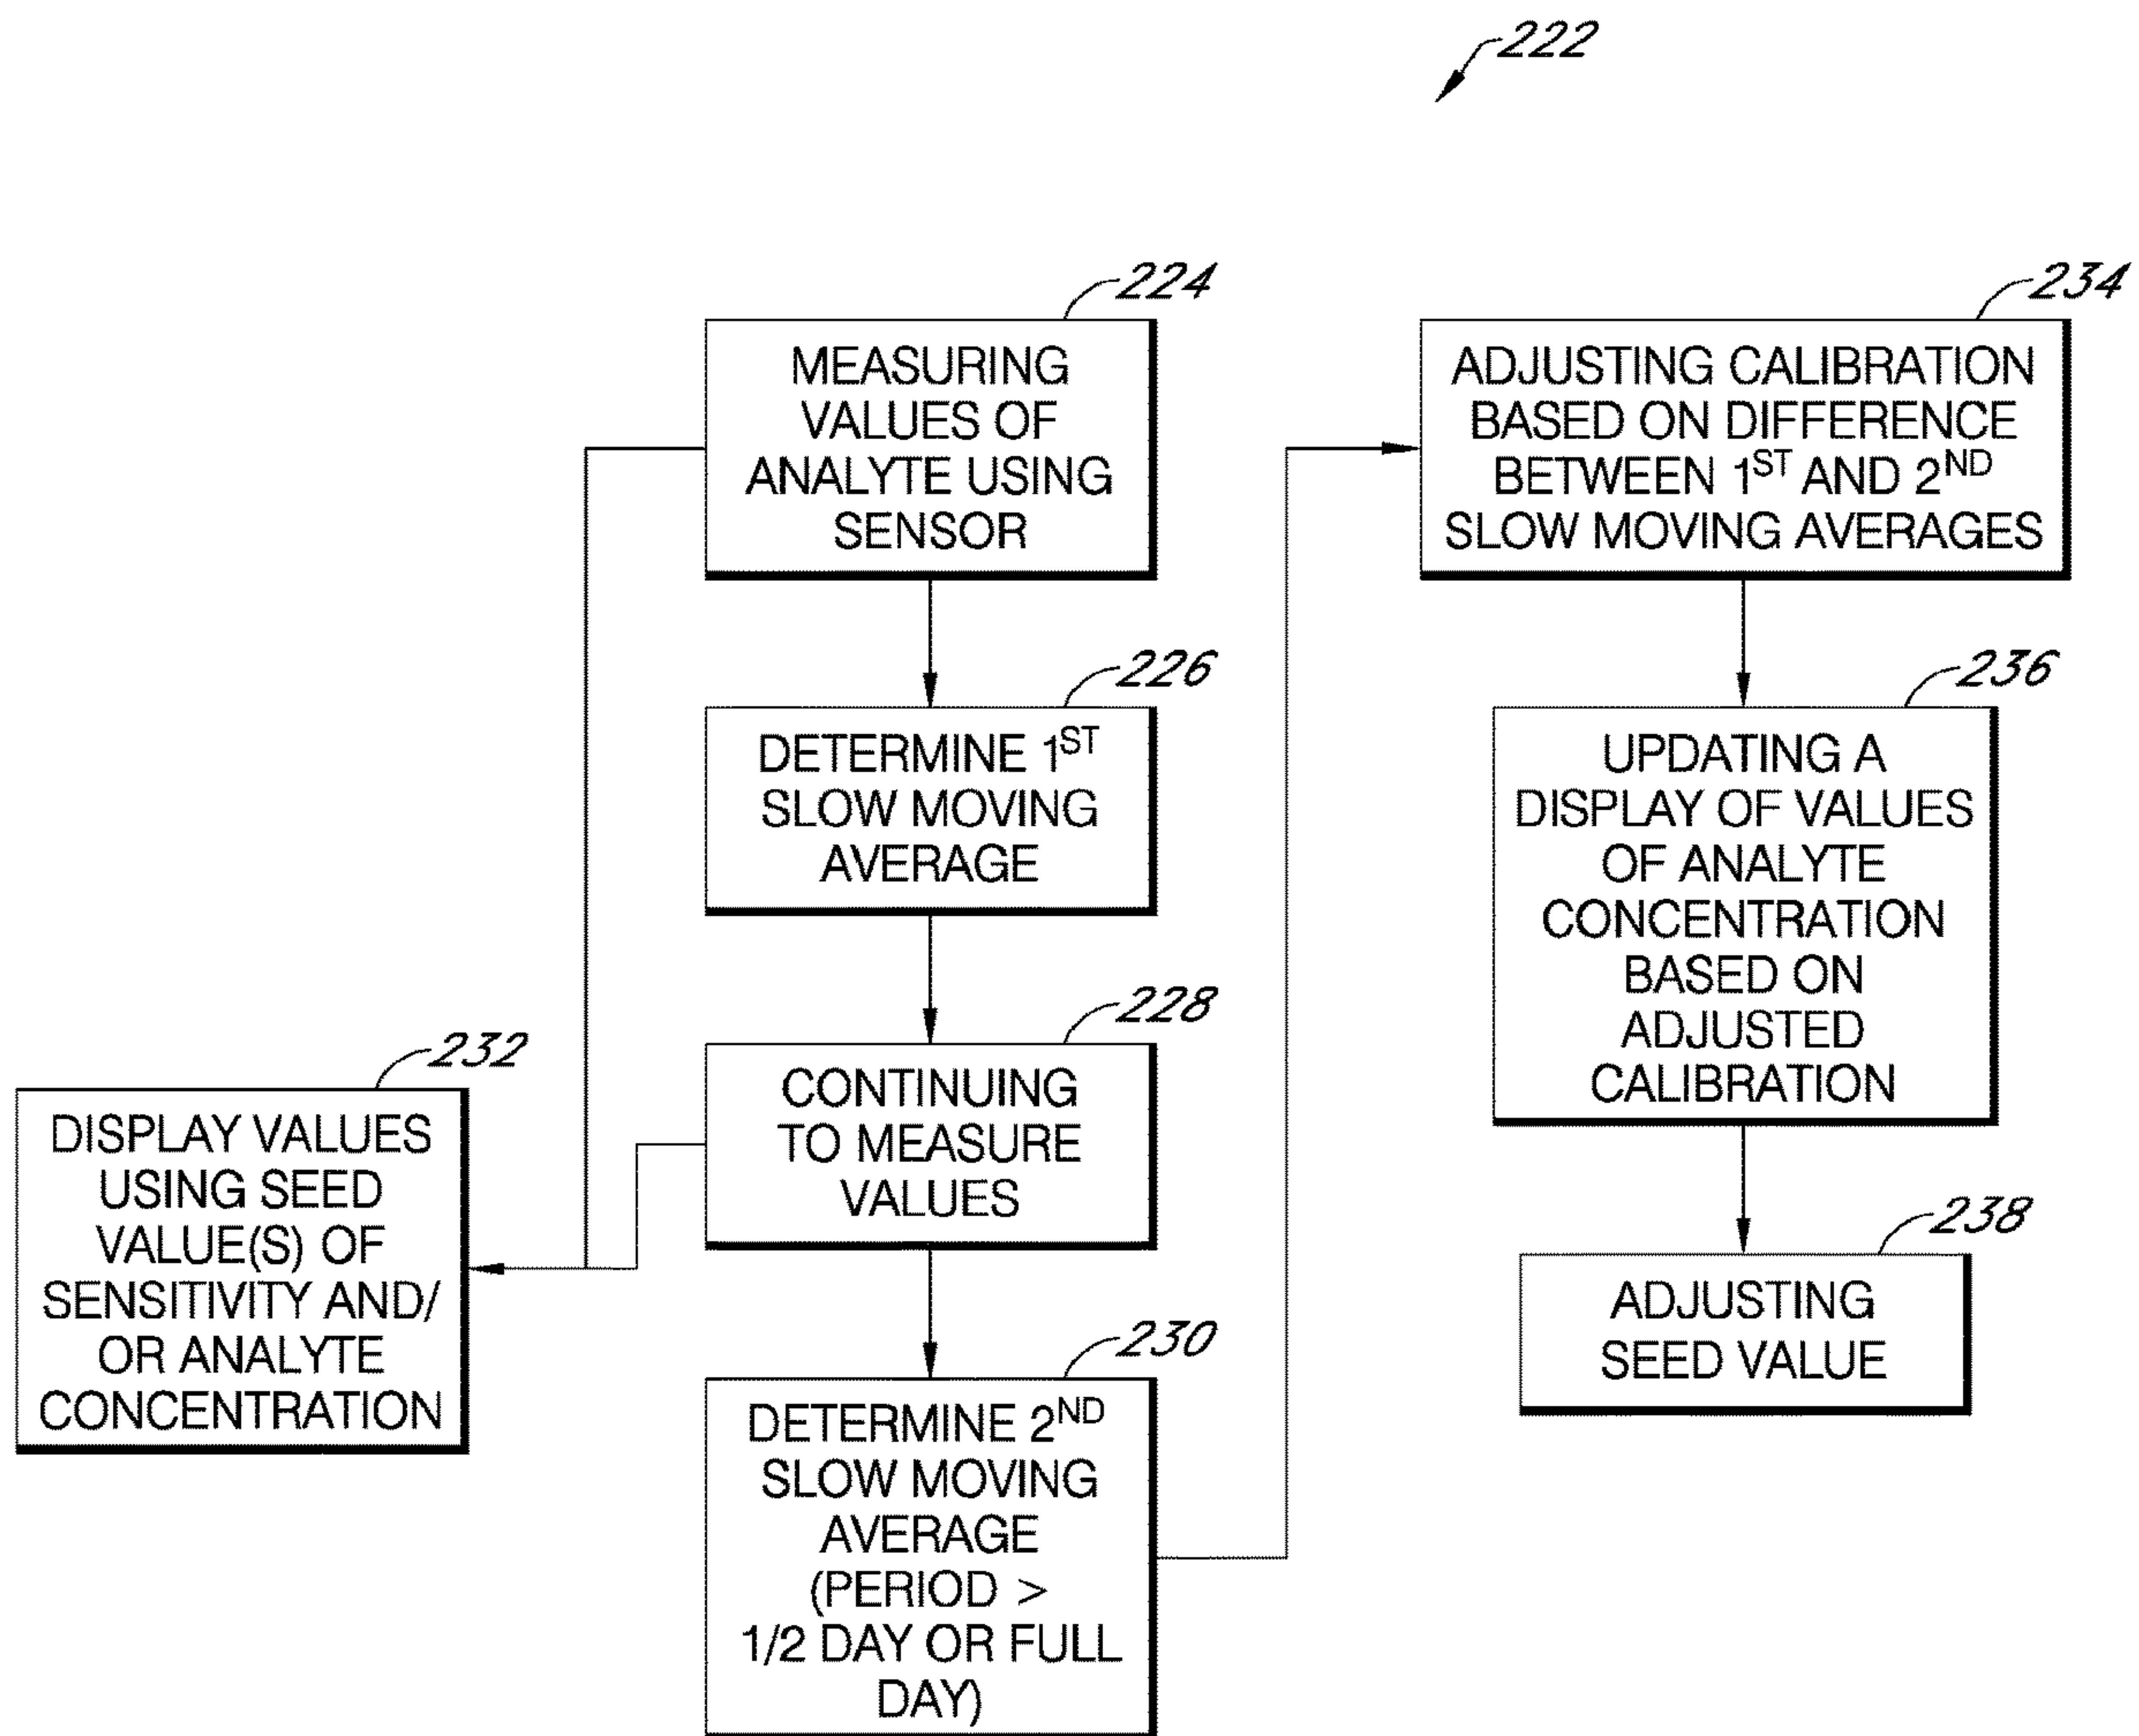 222
224
MEASURING
VALUES OF
ANALYTE USING
SENSOR
226
DETERMINE 1ST
SLOW MOVING
AVERAGE
228
CONTINUING
TO MEASURE
VALUES
230
DETERMINE 2ND
SLOW MOVING
AVERAGE
(PERIOD >
1/2 DAY OR FULL
DAY)
232
DISPLAY VALUES
USING SEED
VALUE(S) OF
SENSITIVITY AND/
OR ANALYTE
CONCENTRATION
234
ADJUSTING CALIBRATION
BASED ON DIFFERENCE
BETWEEN 1ST AND 2ND
SLOW MOVING AVERAGES
236
UPDATING A
DISPLAY OF VALUES
OF ANALYTE
CONCENTRATION
BASED ON
ADJUSTED
CALIBRATION
238
ADJUSTING
SEED VALUE